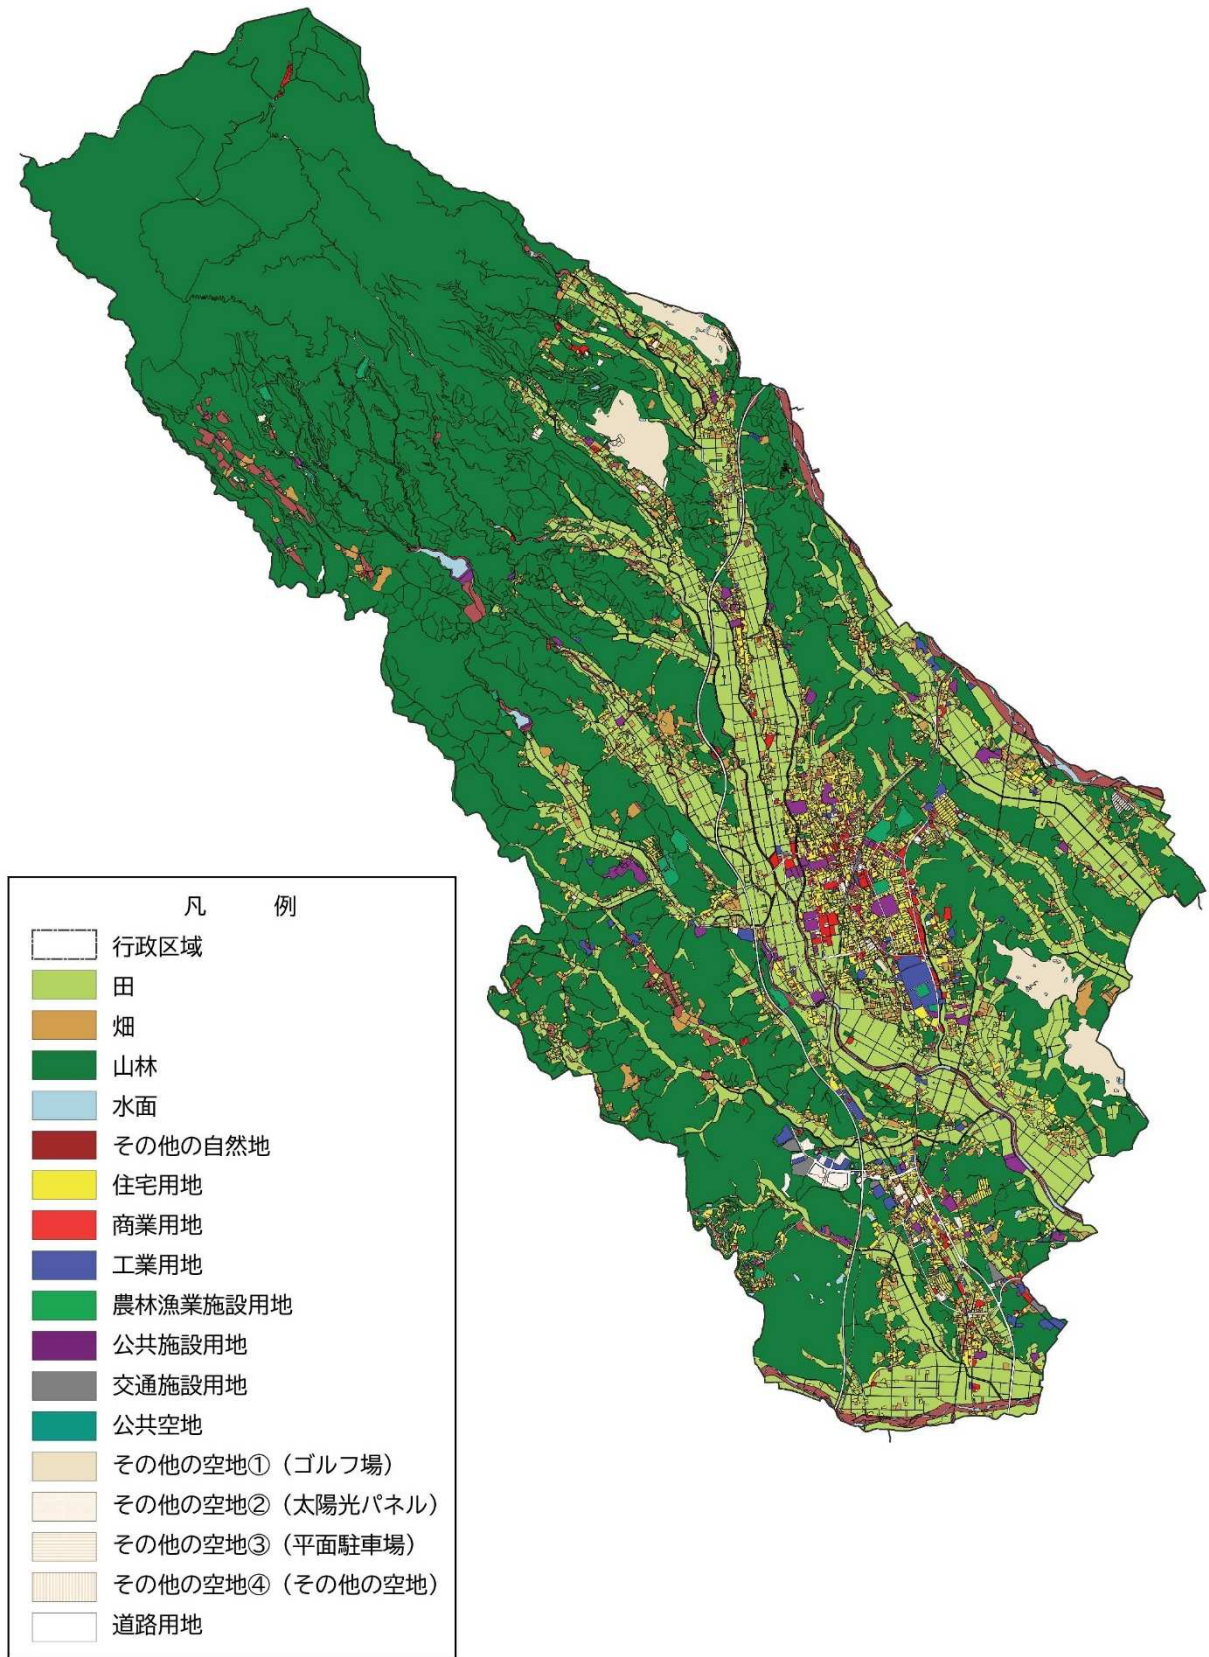 凡 例
行政区域
田
畑
山林
水面
その他の自然地
住宅用地
商業用地
工業用地
農林漁業施設用地
公共施設用地
交通施設用地
公共空地
その他の空地①（ゴルフ場）
その他の空地②（太陽光パネル）
その他の空地③（平面駐車場）
その他の空地④（その他の空地）
道路用地